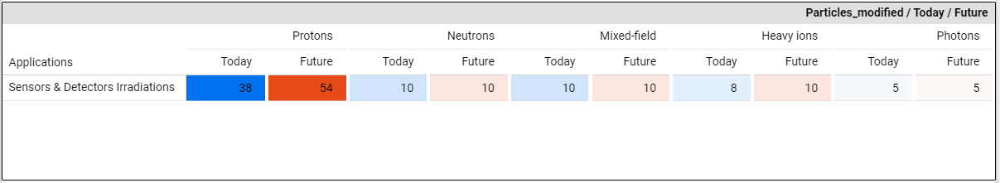 Particles_modified / Today / Future
Protons Neutrons Mixed-field Heavy ions Photons
Applications Today Future Today Future Today Future Today Future Today Future
Sensors & Detectors Irradiations 38 54 10 10 10 10 8 10 5 5